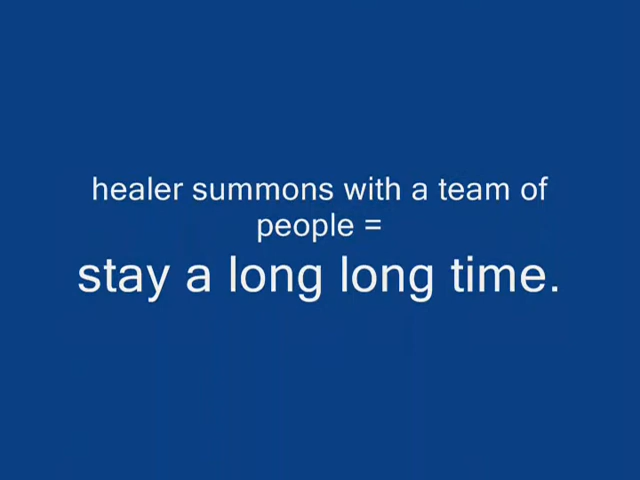 healer summons with a team of
people =
stay a long long time.